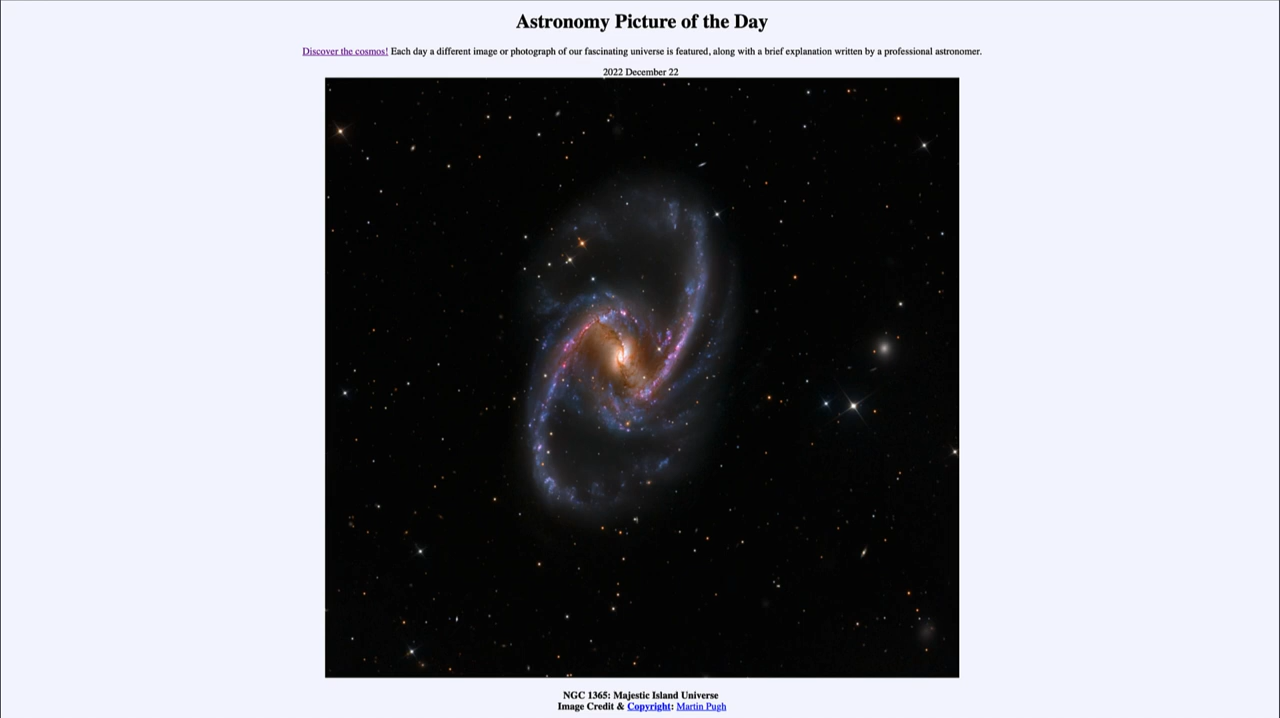 Astronomy Picture of the Day
Discover the cosmos! Each day a different image or photograph of our fascinating universe is featured, along with a brief explanation written by a professional astronomer.
2022 December 22
NGC 1365: Majestic Island Universe
Image Credit & Copyright: Martin Pugh